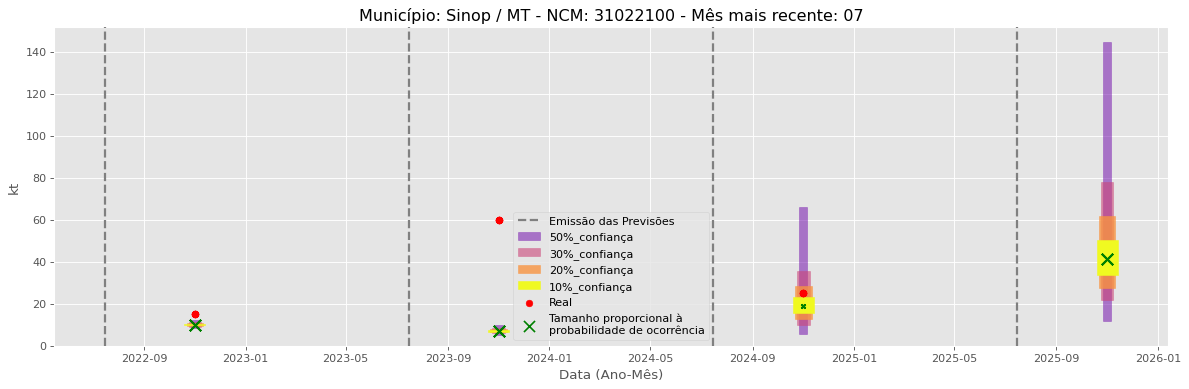 Município: Sinop / MT - NCM: 31022100 - Mês mais recente: 07
140
120
100
80
60
40
20
0
kt
Emissão das Previsões
50%_confiança
30%_confiança
20%_confiança
10%_confiança
Real
Tamanho proporcional à
probabilidade de ocorrência
2022-09
2023-01
2023-05
2023-09
2024-01
2024-05
2024-09
2025-01
2025-05
2025-09
2026-01
Data (Ano-Mês)